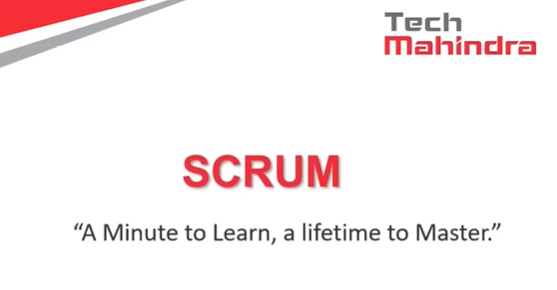 Tech
Mahindra
SCRUM
“A Minute to Learn, a lifetime to Master.”